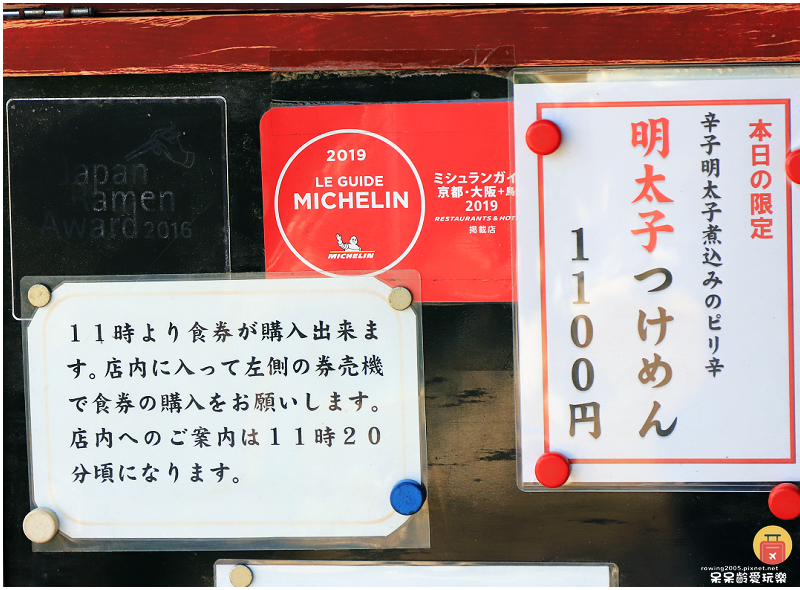 Japan
Ramen
Award 2016
2019
LE GUIDE
MICHELIN
MICHELIN
ミシュランガイ
京都・大阪+鳥
2019
RESTAURANTS & HOT
掲載店
本日の限定
辛子明太子煮込みのピリ辛
明太子つけめん
1100円
11時より食券が購入出来ま
す。店内に入って左側の券売機
で食券の購入をお願いします。
店内へのご案内は11時20
分頃になります。
rowing2005.pixnet.net
呆呆齡愛玩樂